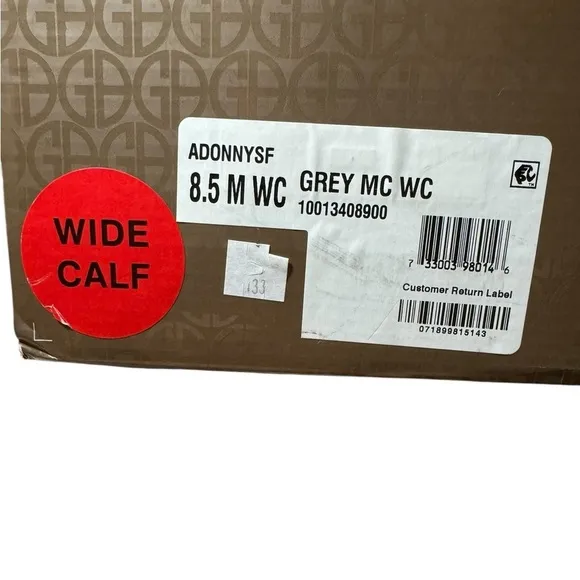 ADONNYSF
8.5 M WC GREY MC WC
10013408900
WIDE
CALF
133
7 33003 98014 6
Customer Return Label
071899815143